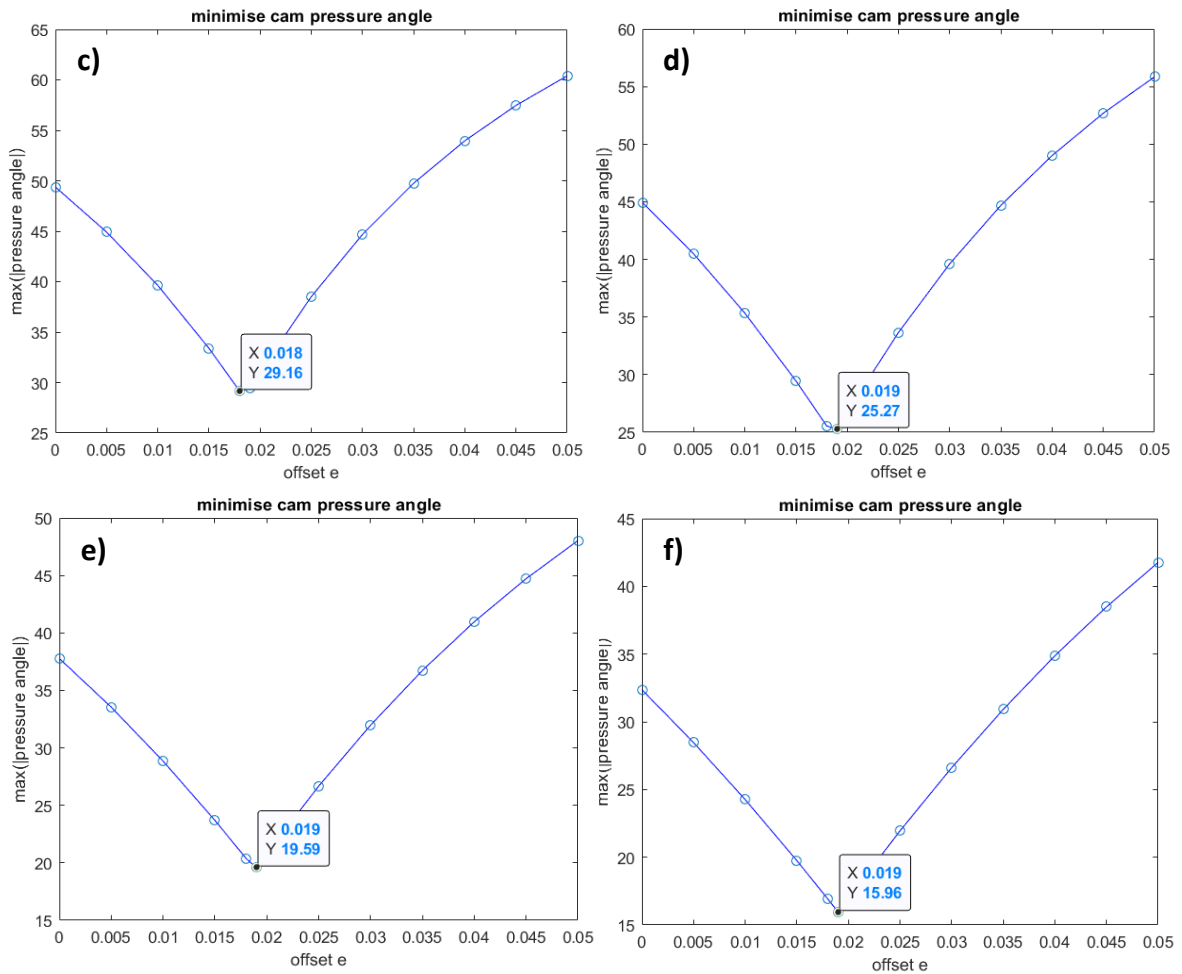 minimise cam pressure angle
c)
65
60
55
50
45
40
35
30
25
max(|pressure angle|)
X 0.018
Y 29.16
0 0.005 0.01 0.015 0.02 0.025 0.03 0.035 0.04 0.045 0.05
offset e
minimise cam pressure angle
d)
60
55
50
45
40
35
30
25
max(|pressure angle|)
X 0.019
Y 25.27
0 0.005 0.01 0.015 0.02 0.025 0.03 0.035 0.04 0.045 0.05
offset e
minimise cam pressure angle
e)
50
45
40
35
30
25
20
15
max(|pressure angle|)
X 0.019
Y 19.59
0 0.005 0.01 0.015 0.02 0.025 0.03 0.035 0.04 0.045 0.05
offset e
minimise cam pressure angle
f)
45
40
35
30
25
20
15
max(|pressure angle|)
X 0.019
Y 15.96
0 0.005 0.01 0.015 0.02 0.025 0.03 0.035 0.04 0.045 0.05
offset e